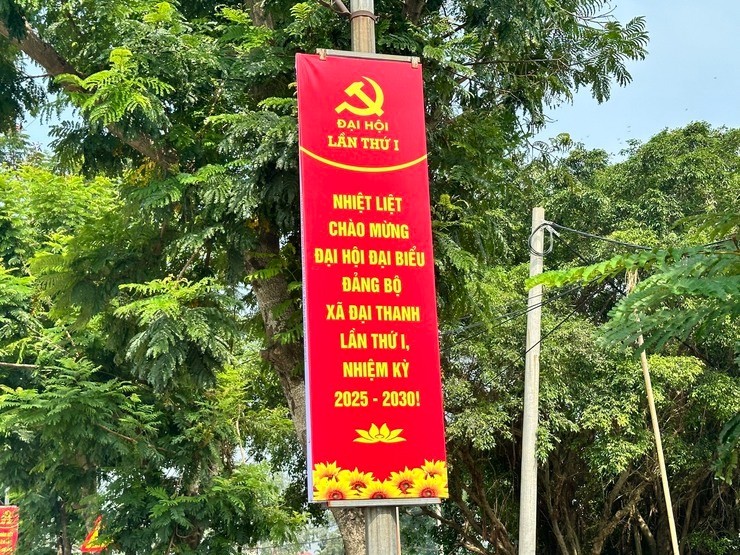 ĐẠI HỘI
LẦN THỨ I
NHIỆT LIỆT
CHÀO MỪNG
ĐẠI HỘI ĐẠI BIỂU
ĐẢNG BỘ
XÃ ĐẠI THANH
LẦN THỨ I,
NHIỆM KỲ
2025 - 2030!